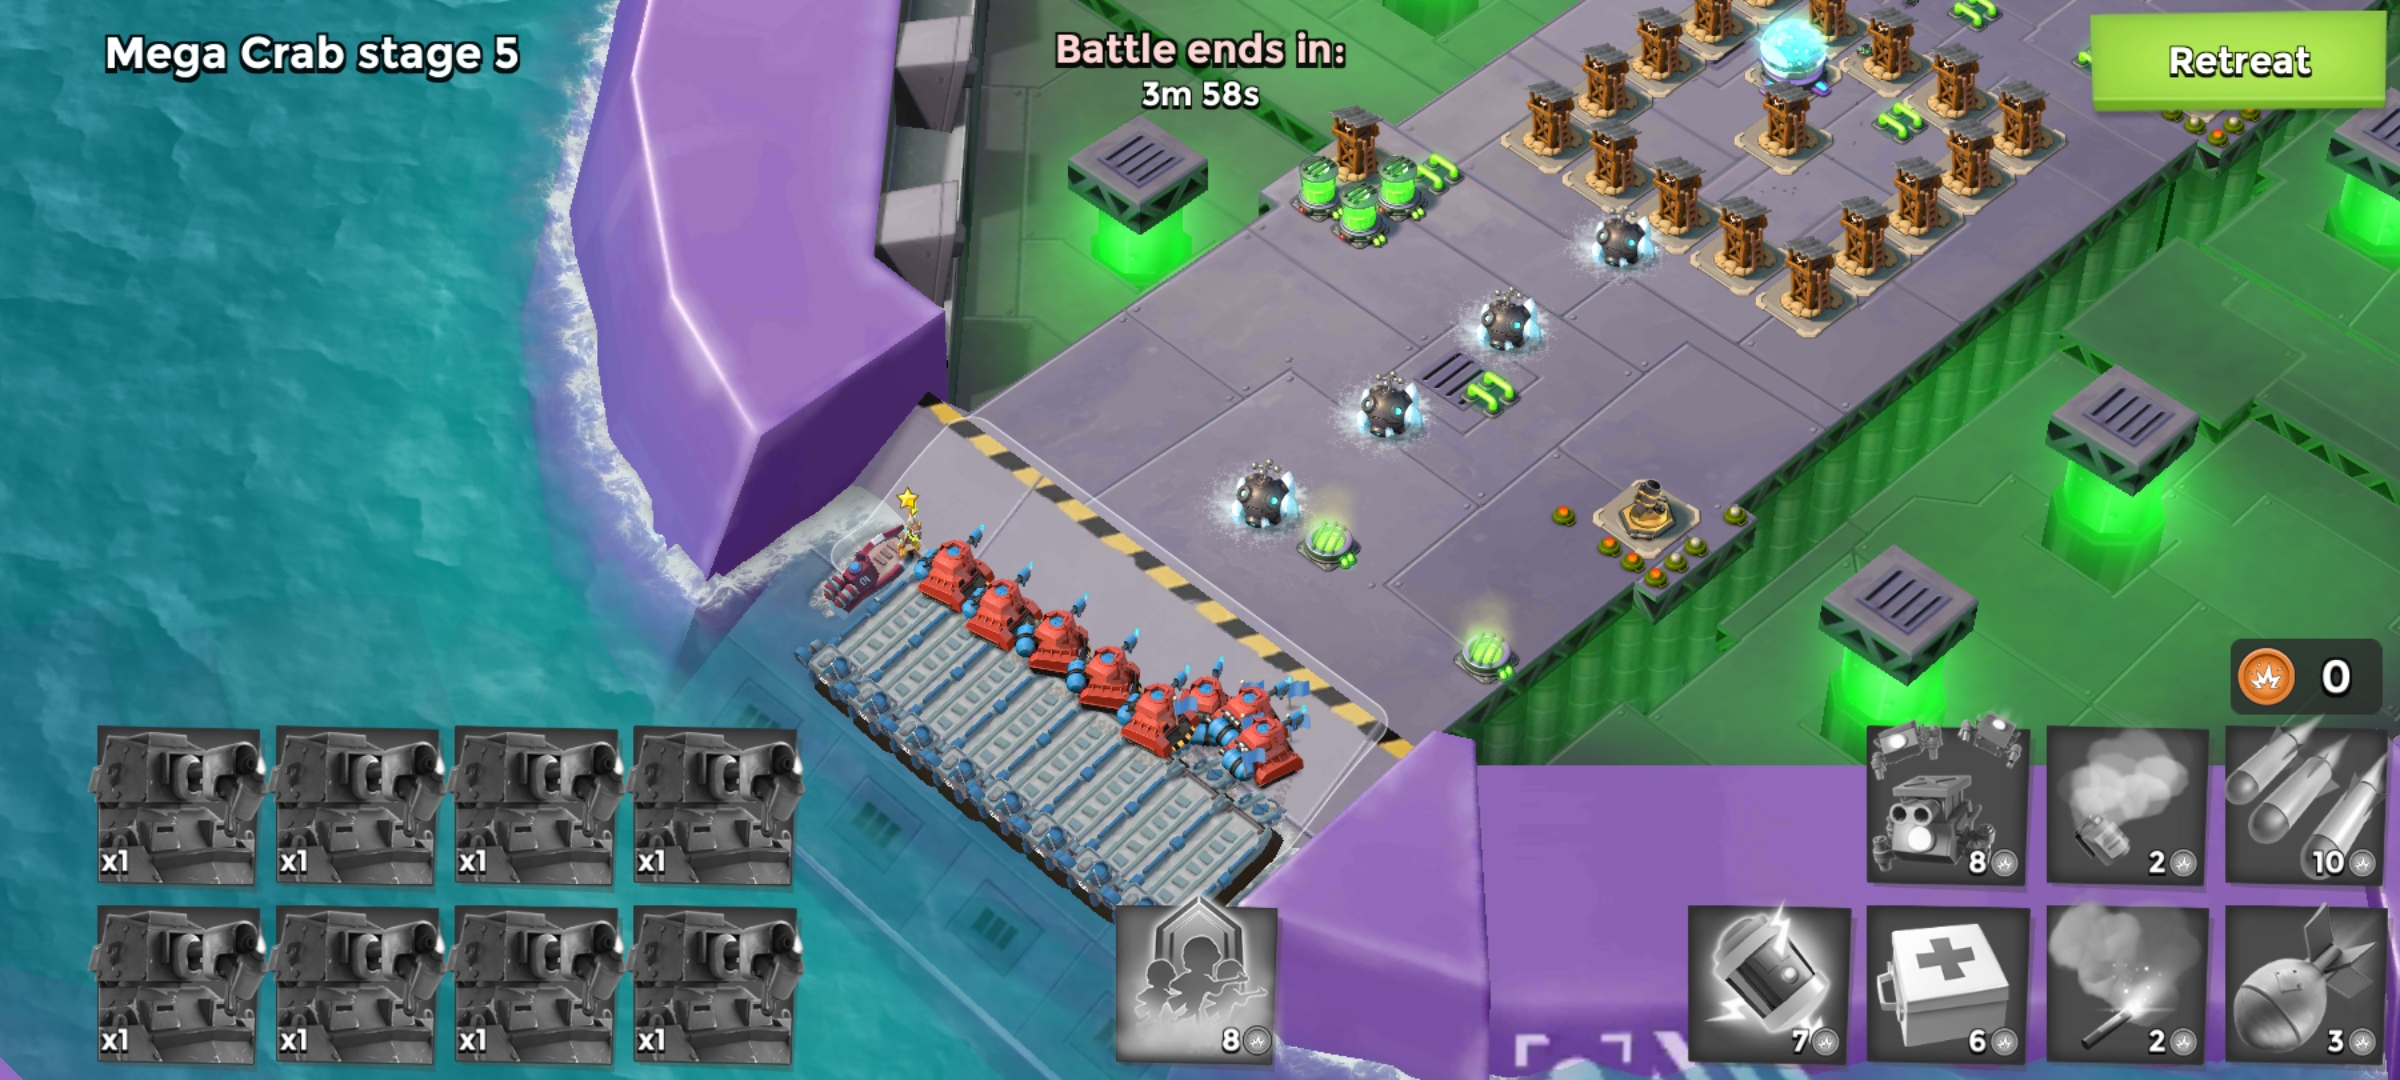 Mega Crab stage 5
Battle ends in:
3m 58s
Retreat
0
x1
x1
x1
x1
8
2
10
x1
x1
x1
x1
8
7
6
2
3